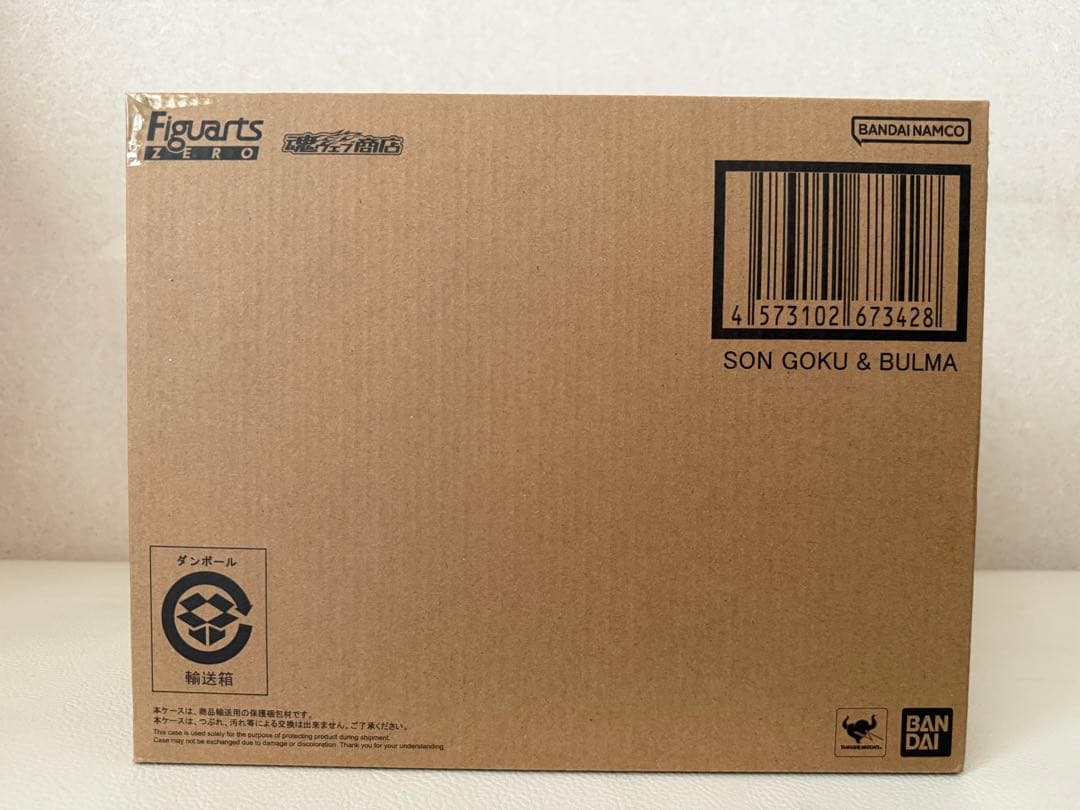 Figuarts
ZERO
魂ウェブ商店
BANDAI NAMCO
4 573102 673428
SON GOKU & BULMA
ダンボール
輸送箱
本ケースは、商品輸送用の保護梱包材です。
本ケースは、つぶれ、汚れ等による交換は出来ません。ご了承ください。
This case is used solely for the purpose of protecting product during shipment.
Case may not be exchanged due to damage or discoloration. Thank you for your understanding.
TAMASHII NATIONS
BAN
DAI